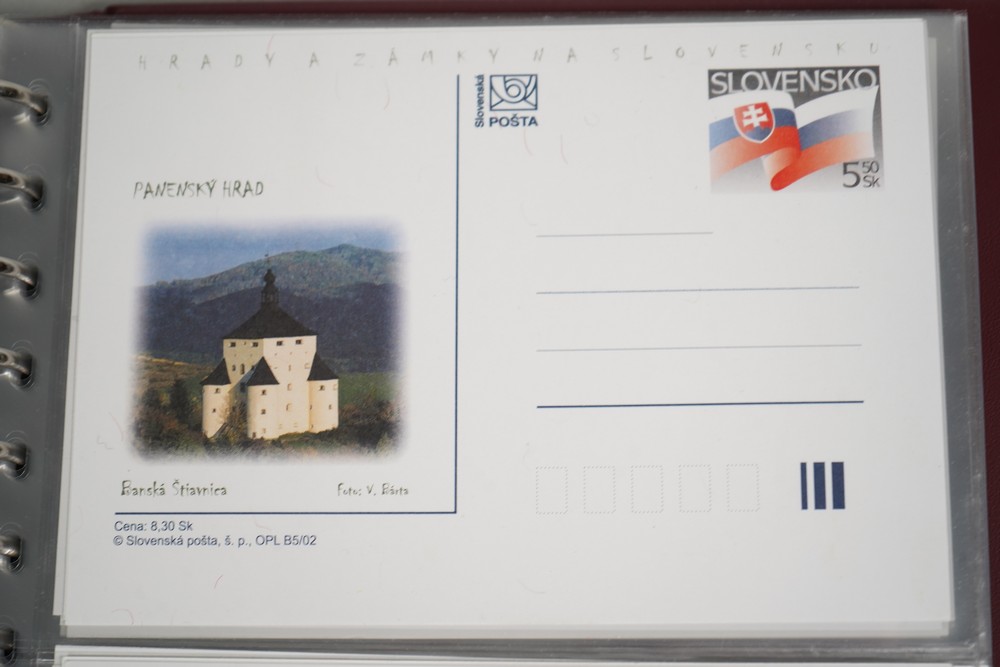 HRADY A ZÁMKY NA SLOVENSKU
Slovenská
POŠTA
SLOVENSKO
5 50
Sk
PANENSKÝ HRAD
Banská Štiavnica
Foto: V. Bárta
Cena: 8,30 Sk
© Slovenská pošta, š. p., OPL B5/02